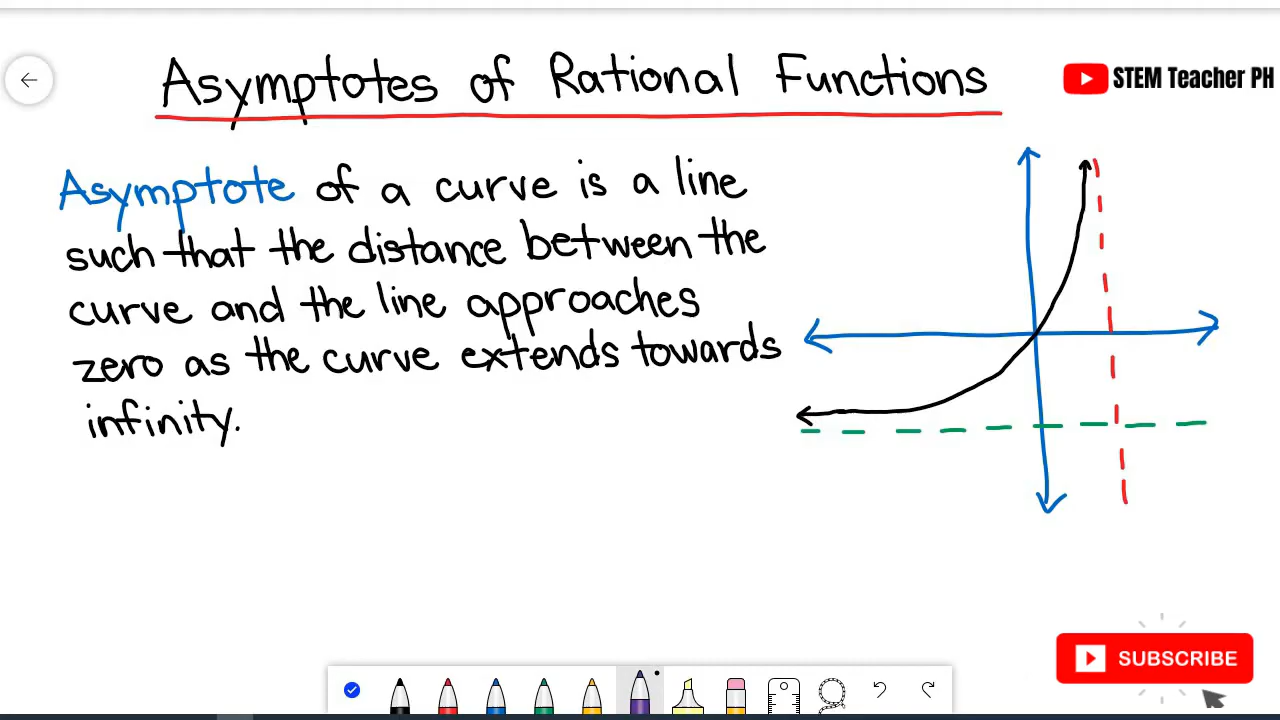 Asymptotes of Rational Functions
STEM Teacher PH
Asymptote of a curve is a line
such that the distance between the
curve and the line approaches
zero as the curve extends towards
infinity.
SUBSCRIBE